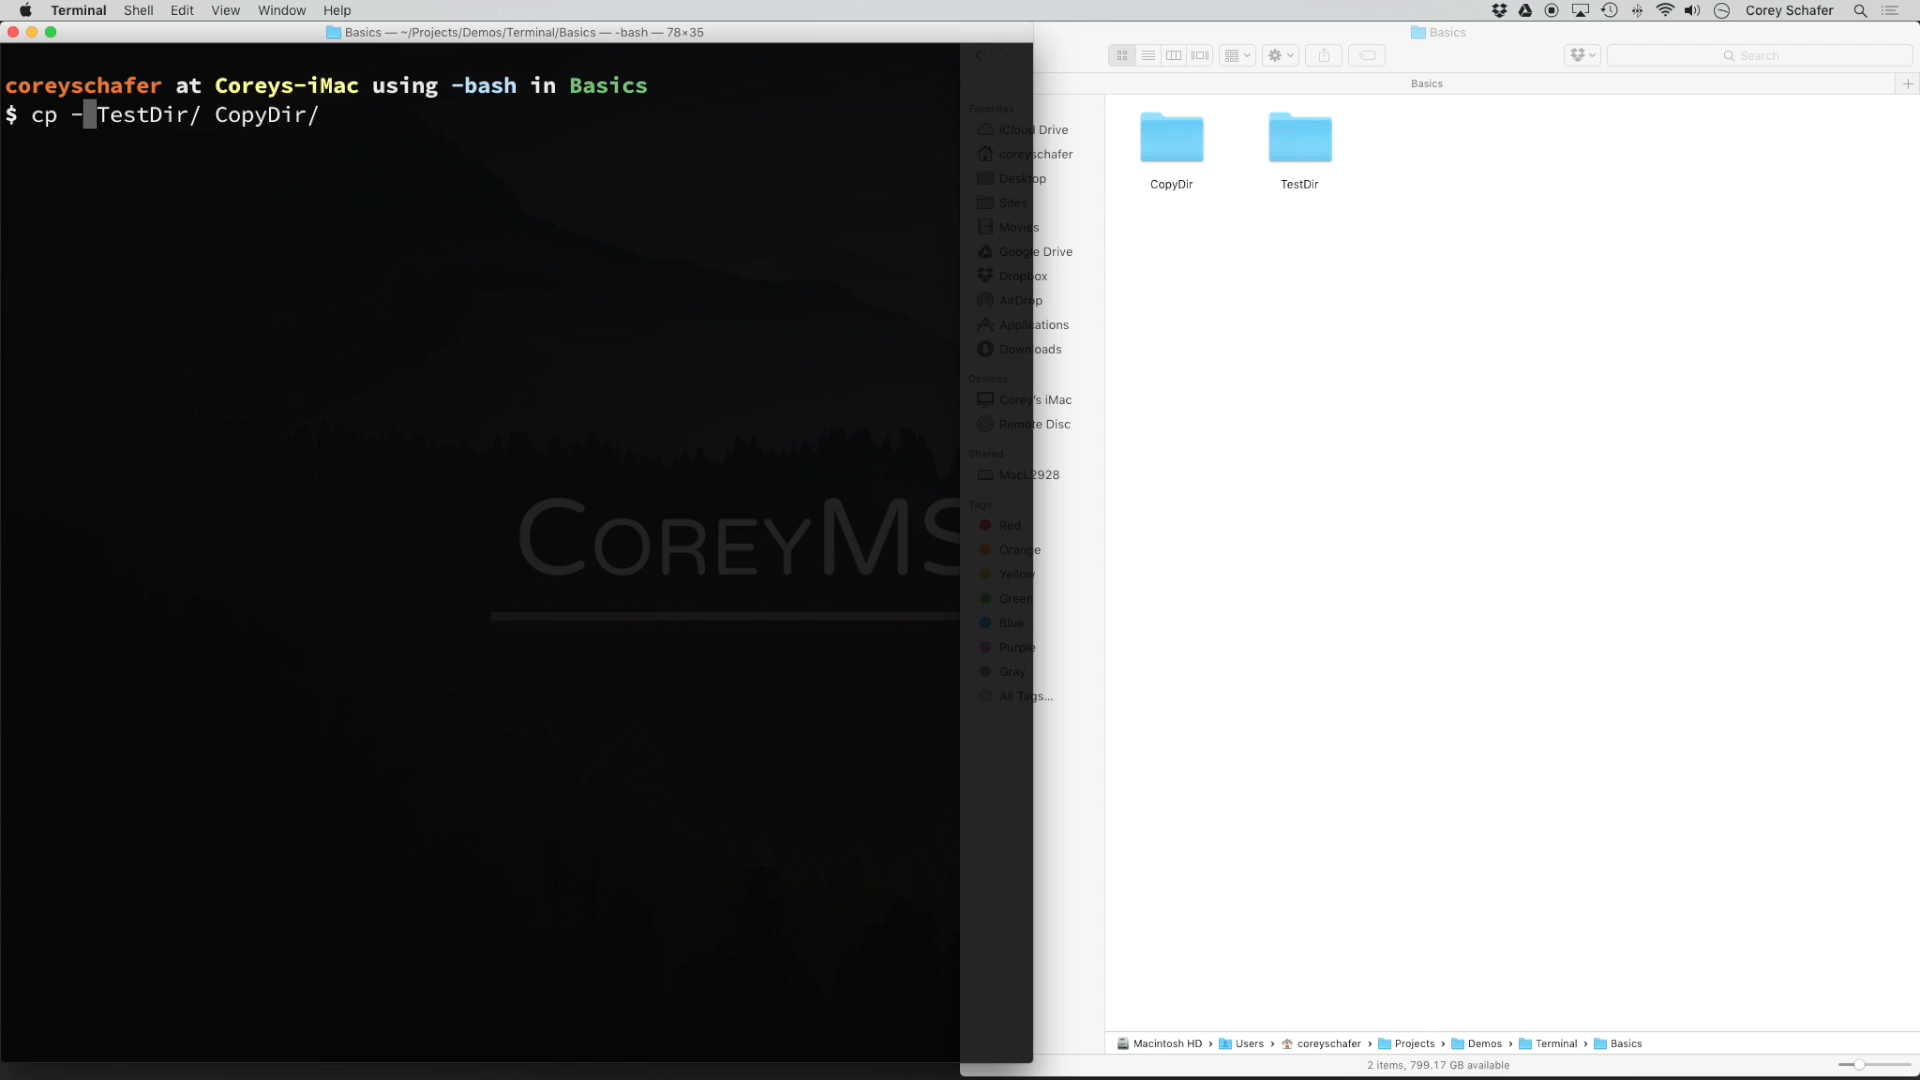 Terminal Shell Edit View Window Help
Corey Schafer
Basics — ~/Projects/Demos/Terminal/Basics — -bash — 78×35
Basics
coreyschafer at Coreys-iMac using -bash in Basics
$ cp - TestDir/ CopyDir/
COREYMS
Search
Basics
Favorites
iCloud Drive
coreyschafer
Desktop
Sites
Movies
Google Drive
Dropbox
AirDrop
Applications
Downloads
Devices
Corey's iMac
Remote Disc
Shared
MacL2928
Tags
Red
Orange
Yellow
Green
Blue
Purple
Gray
All Tags...
CopyDir
TestDir
Macintosh HD › Users › coreyschafer › Projects › Demos › Terminal › Basics
2 items, 799.17 GB available